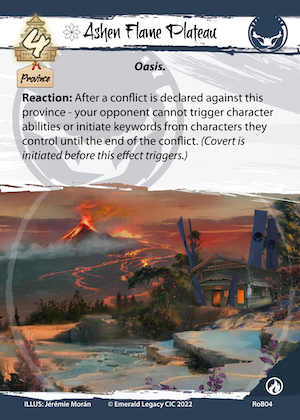 Ashen Flame Plateau
4
Province
Oasis.
Reaction: After a conflict is declared against this
province - your opponent cannot trigger character
abilities or initiate keywords from characters they
control until the end of the conflict. (Covert is
initiated before this effect triggers.)
ILLUS: Jérémie Morán © Emerald Legacy CIC 2022 RoB04